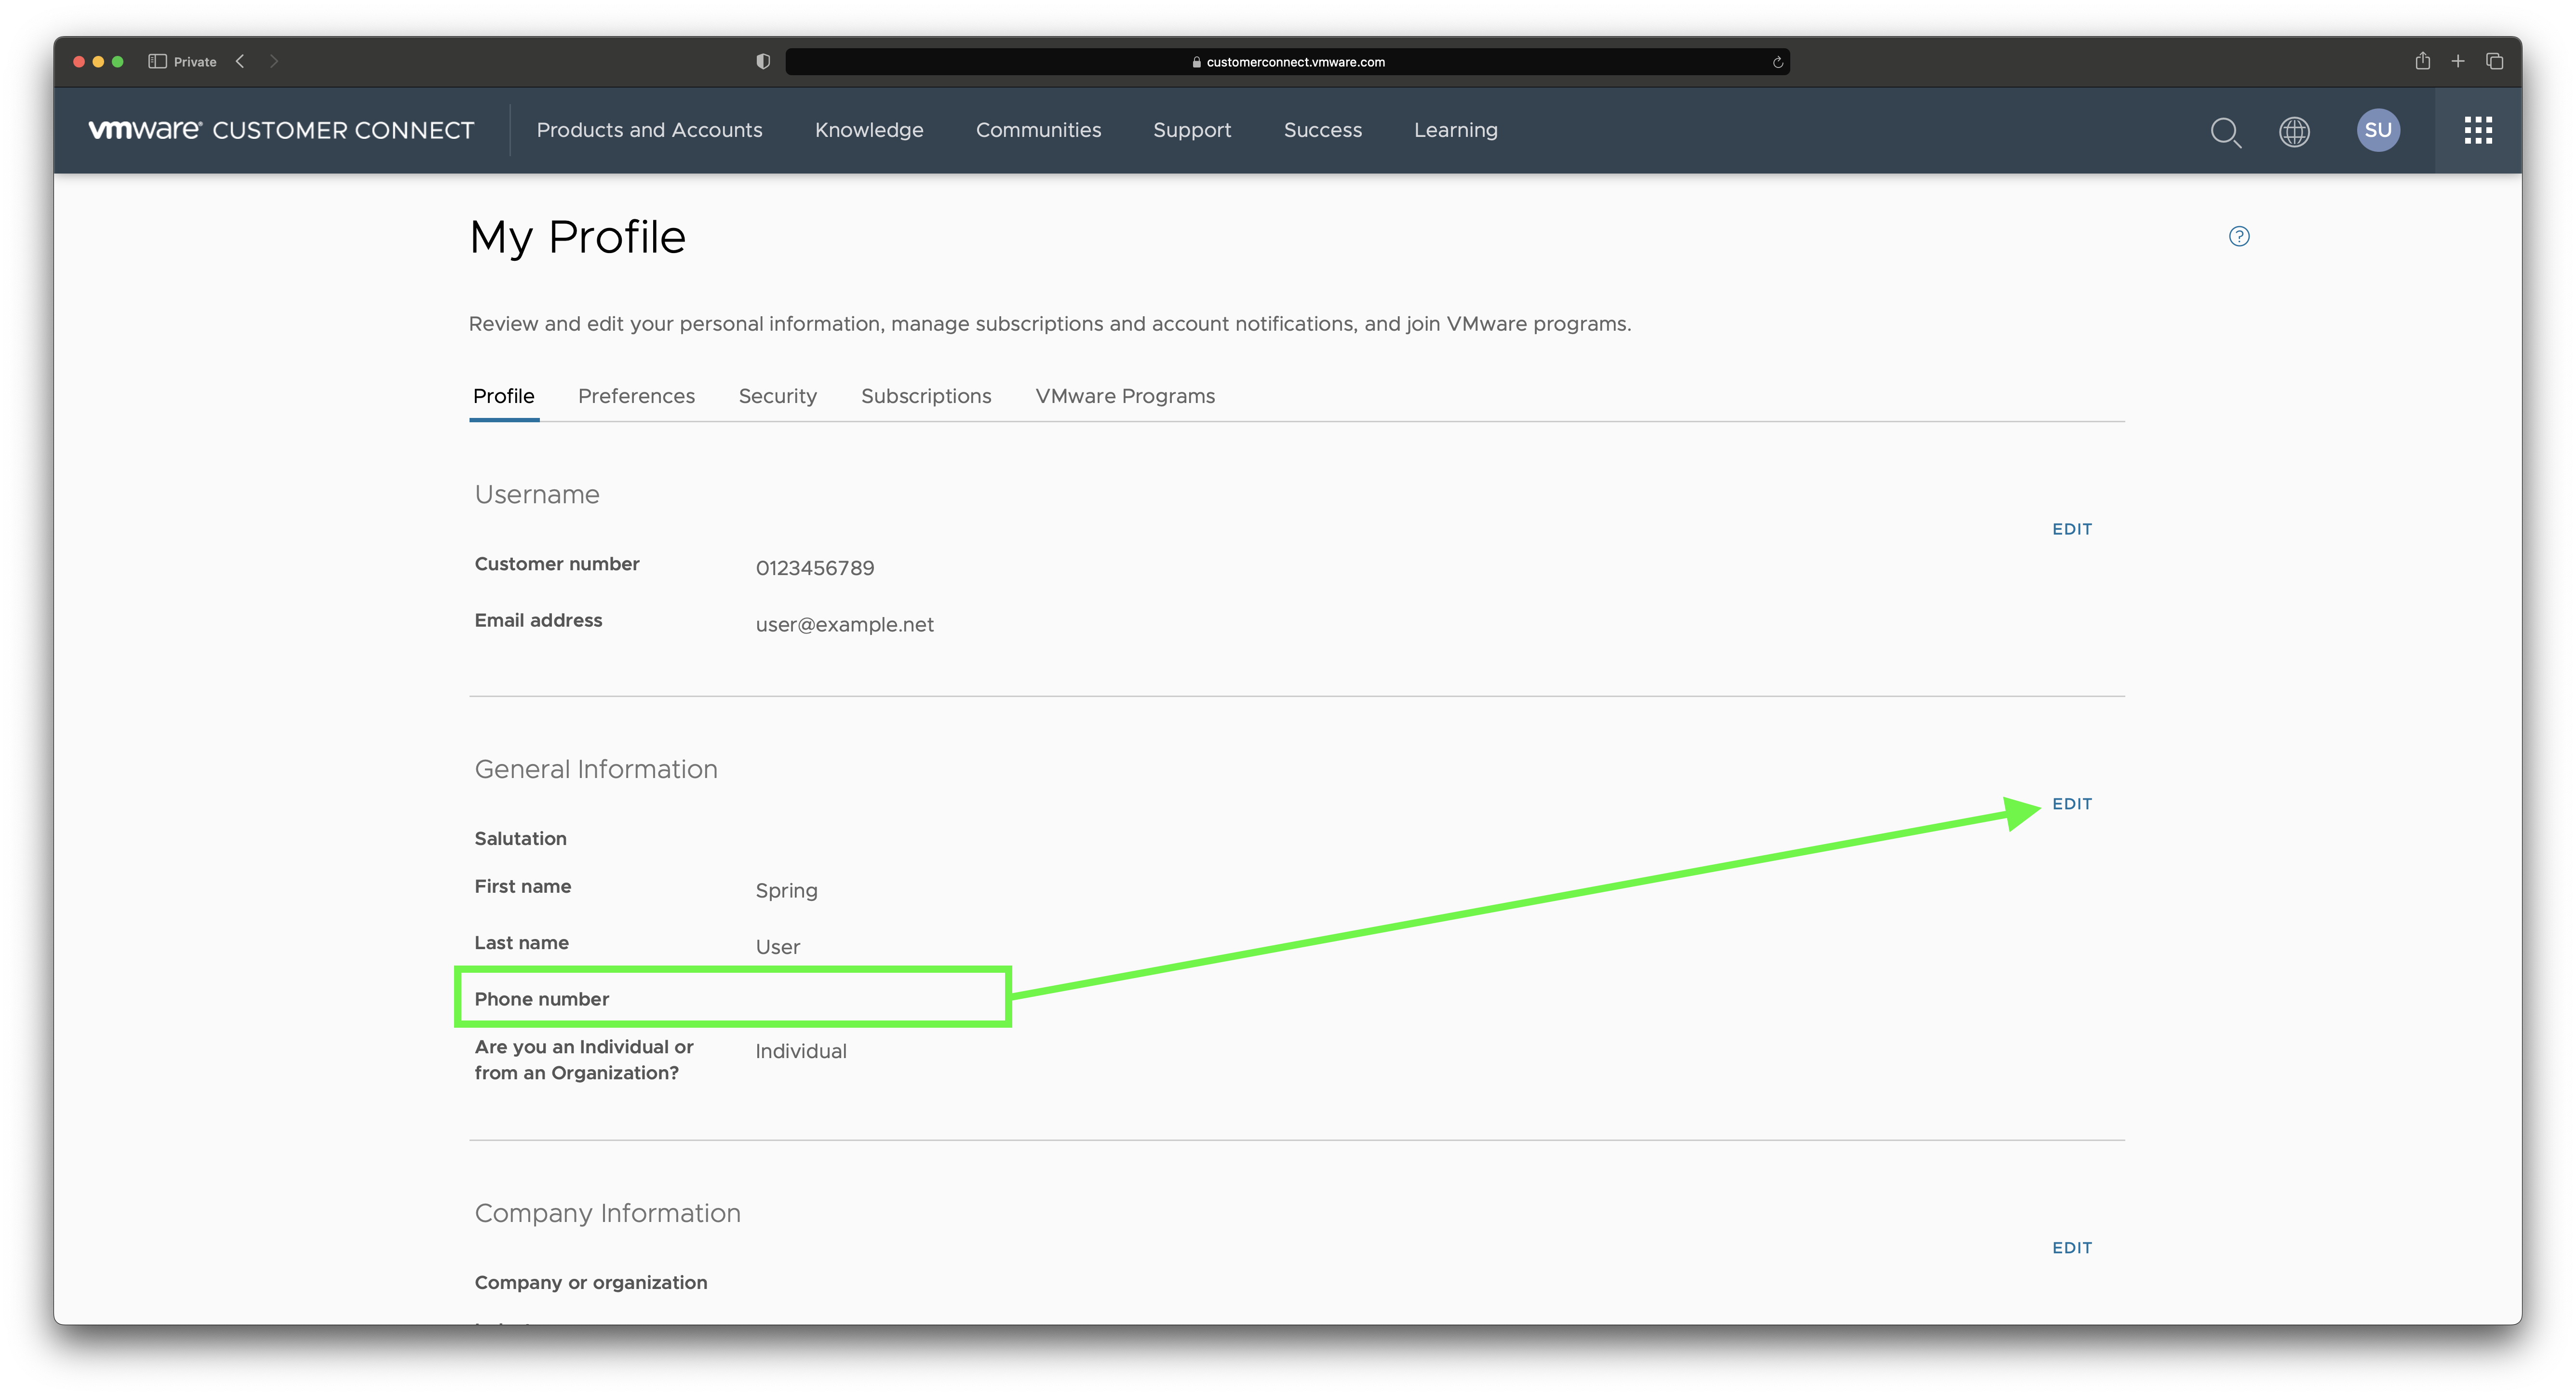 Private
customerconnect.vmware.com
vmware® CUSTOMER CONNECT
Products and Accounts
Knowledge
Communities
Support
Success
Learning
SU
My Profile
?
Review and edit your personal information, manage subscriptions and account notifications, and join VMware programs.
Profile
Preferences
Security
Subscriptions
VMware Programs
Username
EDIT
Customer number 0123456789
Email address user@example.net
General Information
EDIT
Salutation
First name Spring
Last name User
Phone number
Are you an Individual or Individual
from an Organization?
Company Information
EDIT
Company or organization